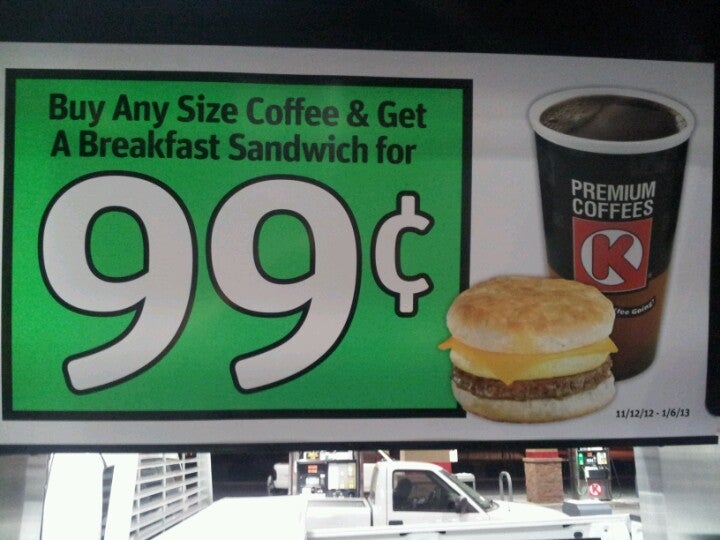 Buy Any Size Coffee & Get
A Breakfast Sandwich for
99¢
PREMIUM
COFFEES
K
11/12/12 - 1/6/13
K